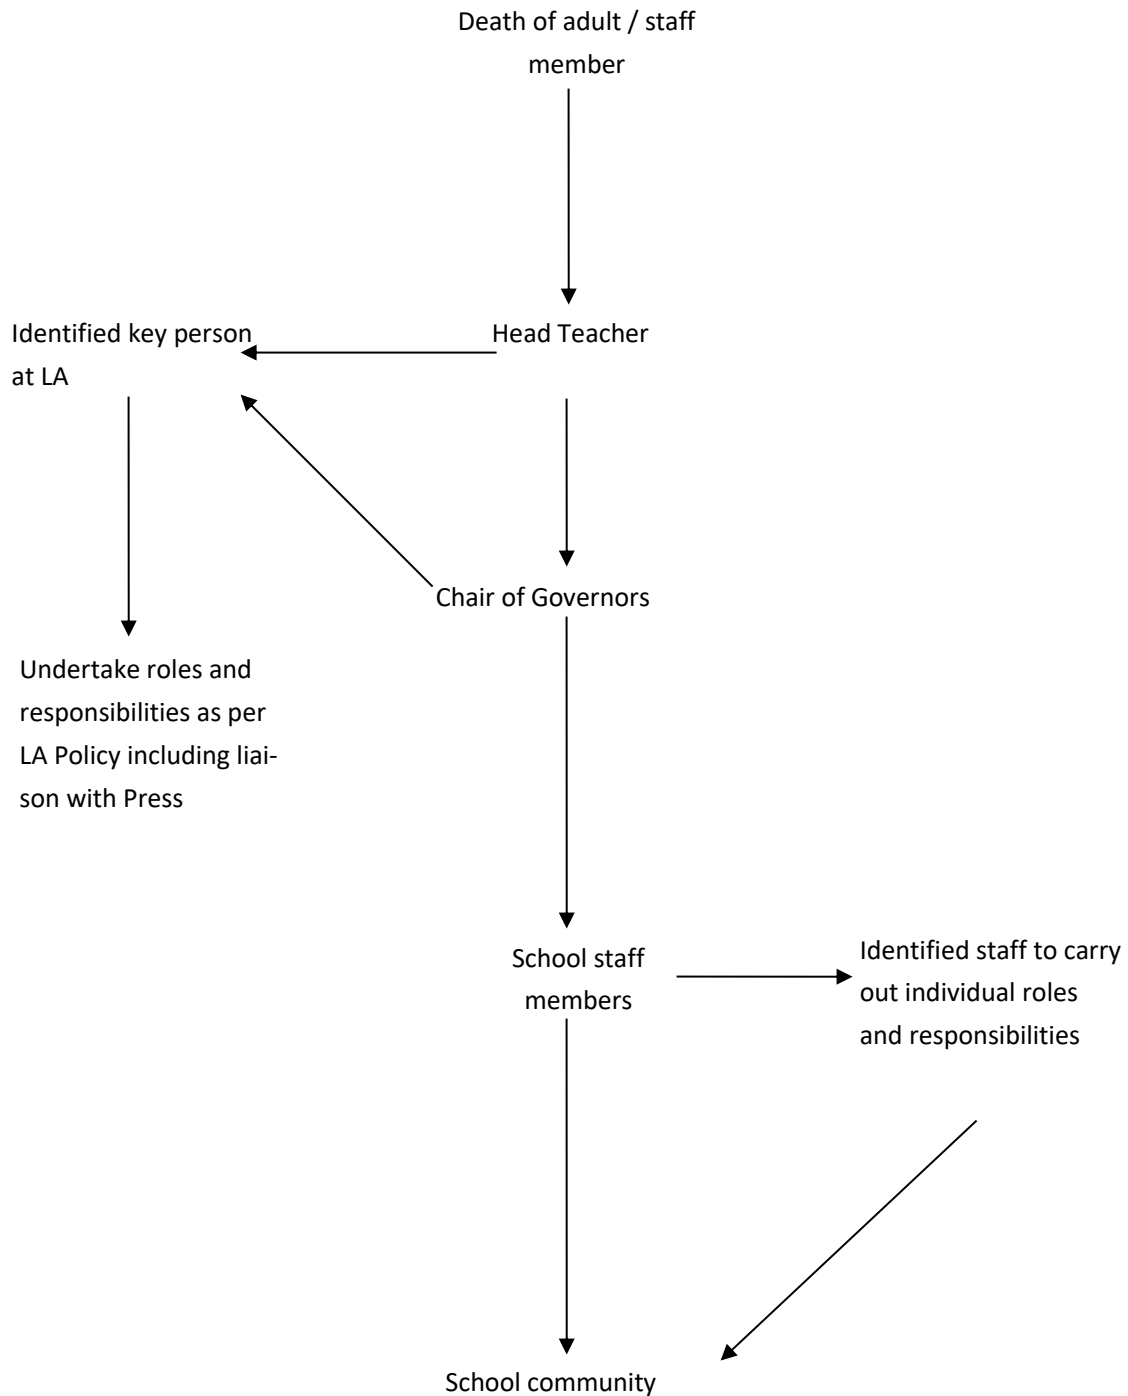 Death of adult / staff
member
Identified key person
at LA
Head Teacher
Chair of Governors
Undertake roles and
responsibilities as per
LA Policy including liai-
son with Press
School staff
members
Identified staff to carry
out individual roles
and responsibilities
School community